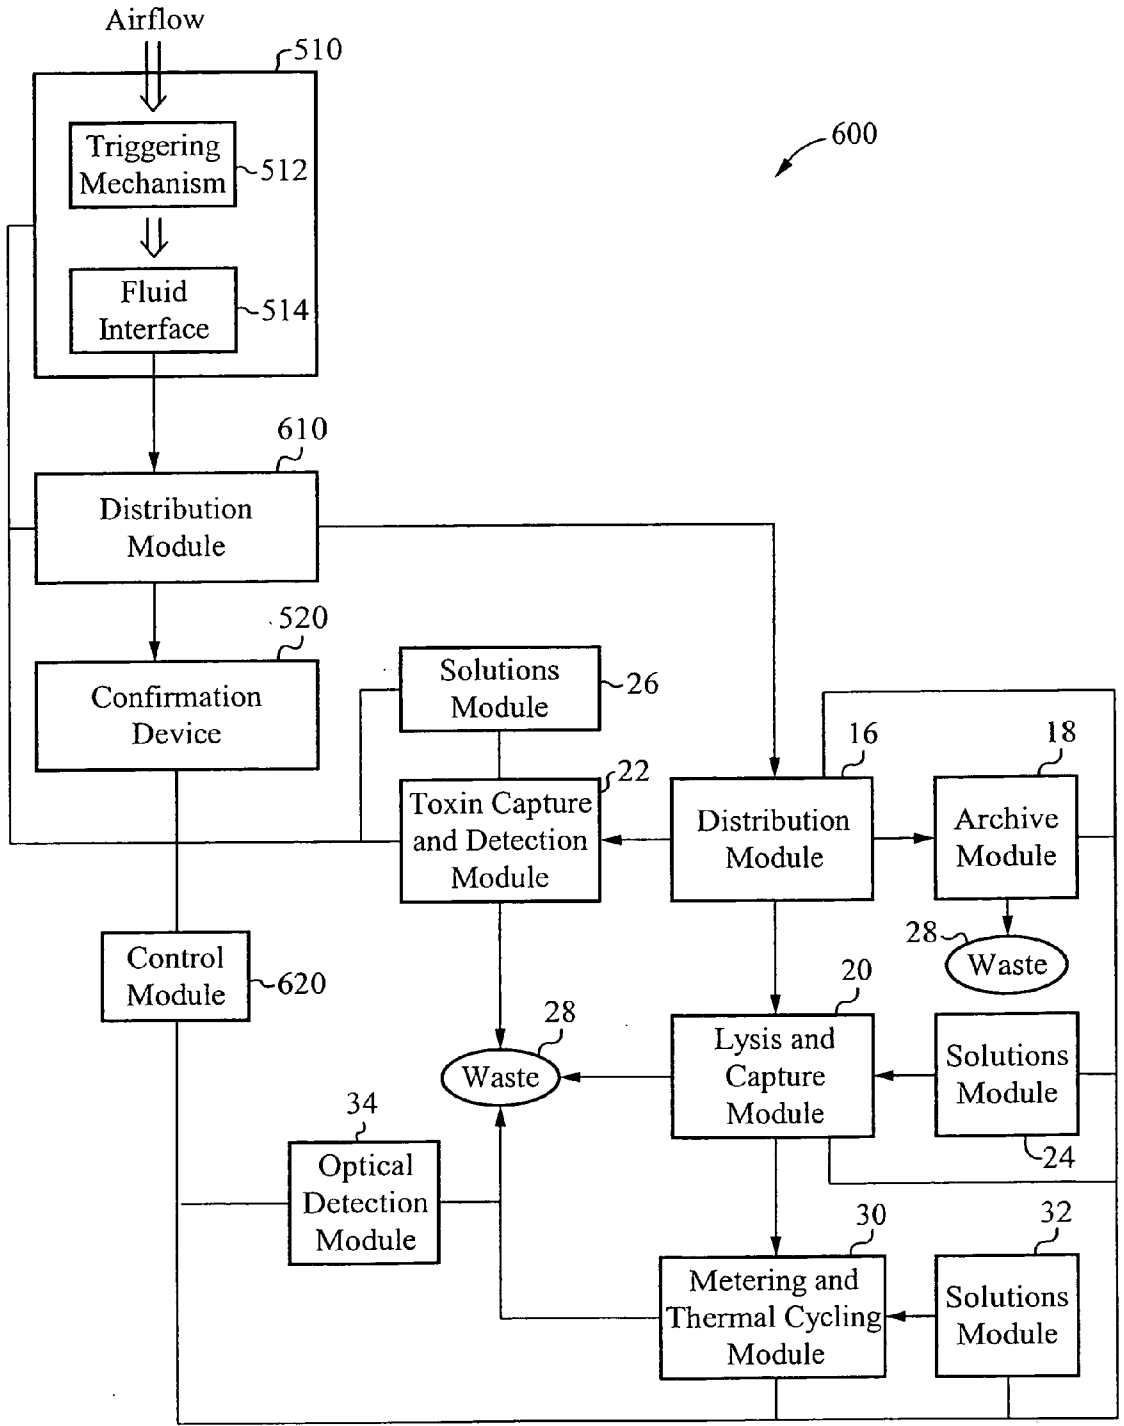 Airflow
510
600
Triggering
Mechanism
512
Fluid
Interface
514
610
Distribution
Module
520
Confirmation
Device
Solutions
Module
26
16
18
22
Toxin Capture
and Detection
Module
Distribution
Module
Archive
Module
28
Waste
Control
Module
620
20
Lysis and
Capture
Module
Solutions
Module
24
28
Waste
34
Optical
Detection
Module
30
32
Metering and
Thermal Cycling
Module
Solutions
Module